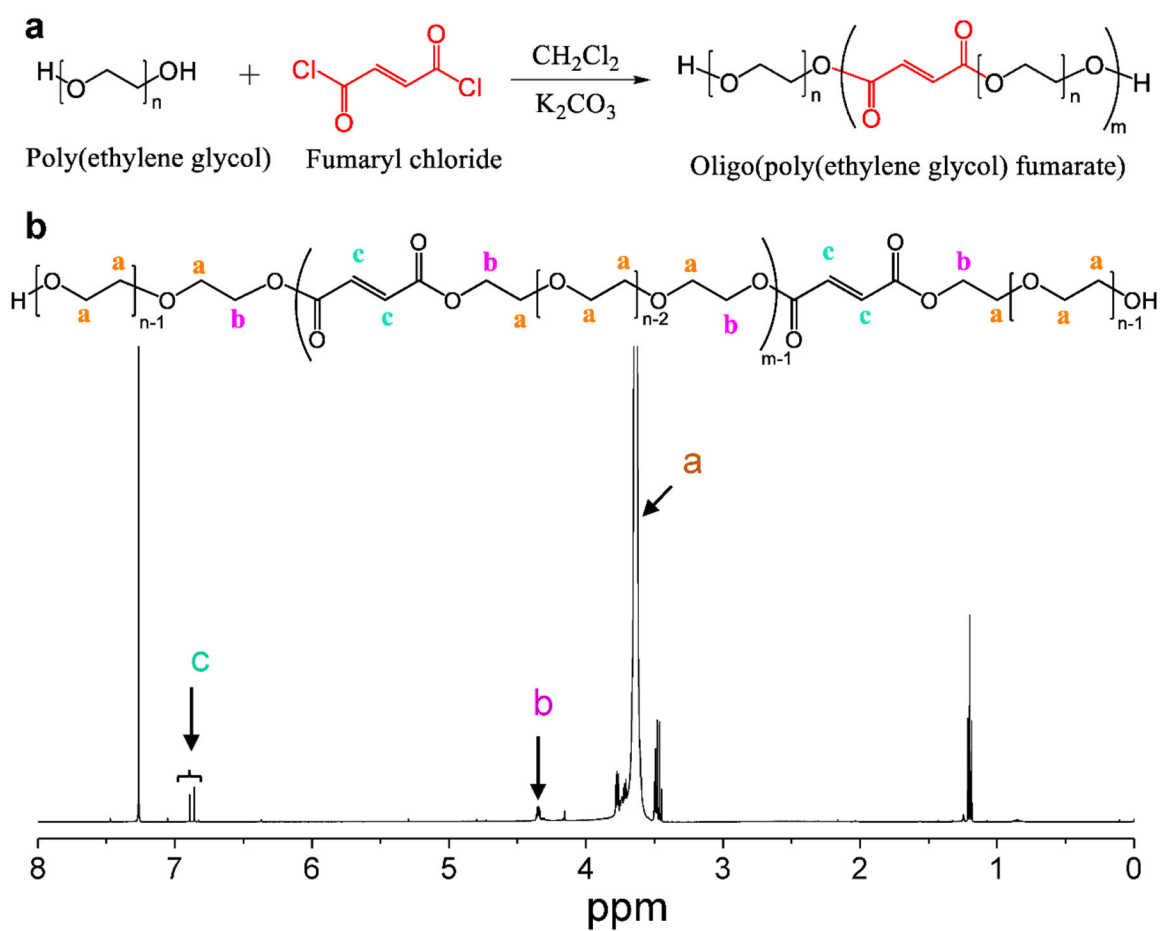 a
H O OH n + Cl O O Cl CH2Cl2 K2CO3 H O O n O O O O n H m
Poly(ethylene glycol) Fumaryl chloride Oligo(poly(ethylene glycol) fumarate)
b
H O a a n-1 O a b O O c c O O b a O a a n-2 O a b O m-1 O c c O O b a O a a n-1 OH
a
c
b
8 7 6 5 4 3 2 1 0
ppm